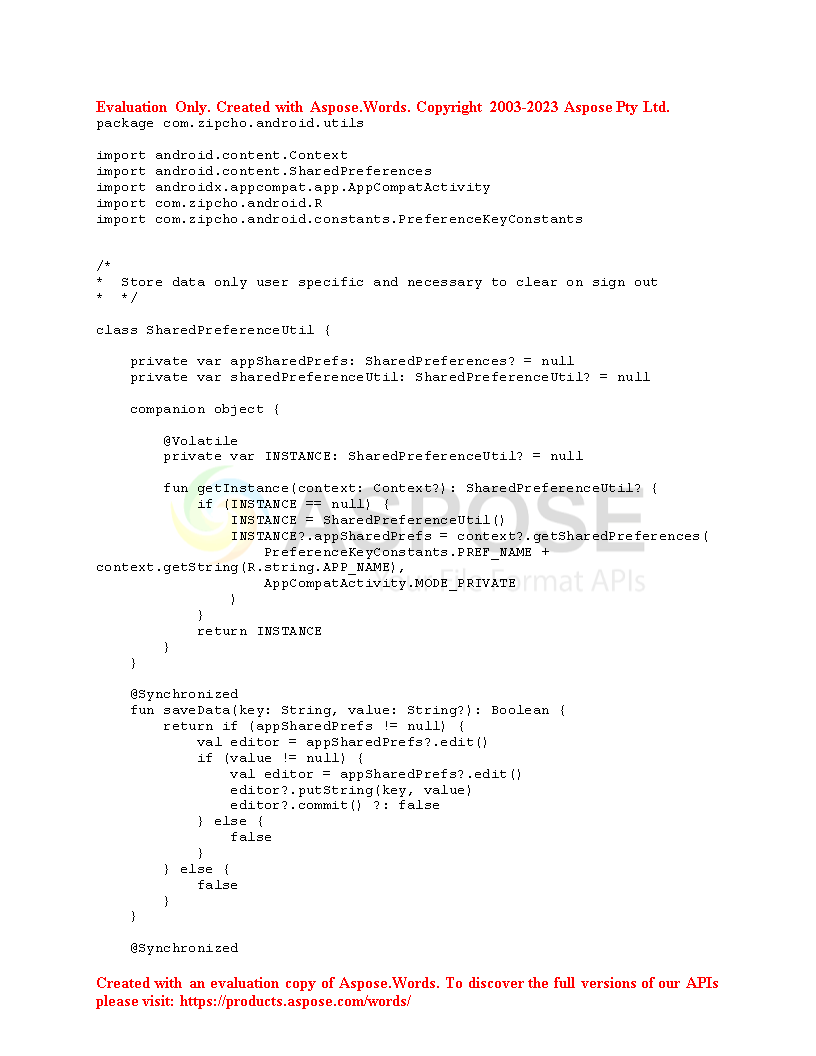 Evaluation Only. Created with Aspose.Words. Copyright 2003-2023 Aspose Pty Ltd.
package com.zipcho.android.utils

import android.content.Context
import android.content.SharedPreferences
import androidx.appcompat.app.AppCompatActivity
import com.zipcho.android.R
import com.zipcho.android.constants.PreferenceKeyConstants


/*
*  Store data only user specific and necessary to clear on sign out
*  */

class SharedPreferenceUtil {

    private var appSharedPrefs: SharedPreferences? = null
    private var sharedPreferenceUtil: SharedPreferenceUtil? = null

    companion object {

        @Volatile
        private var INSTANCE: SharedPreferenceUtil? = null

        fun getInstance(context: Context?): SharedPreferenceUtil? {
            if (INSTANCE == null) {
                INSTANCE = SharedPreferenceUtil()
                INSTANCE?.appSharedPrefs = context?.getSharedPreferences(
                    PreferenceKeyConstants.PREF_NAME +
context.getString(R.string.APP_NAME),
                    AppCompatActivity.MODE_PRIVATE
                )
            }
            return INSTANCE
        }
    }

    @Synchronized
    fun saveData(key: String, value: String?): Boolean {
        return if (appSharedPrefs != null) {
            val editor = appSharedPrefs?.edit()
            if (value != null) {
                val editor = appSharedPrefs?.edit()
                editor?.putString(key, value)
                editor?.commit() ?: false
            } else {
                false
            }
        } else {
            false
        }
    }

    @Synchronized
ASPOSE
File Format APIs
Created with an evaluation copy of Aspose.Words. To discover the full versions of our APIs
please visit: https://products.aspose.com/words/